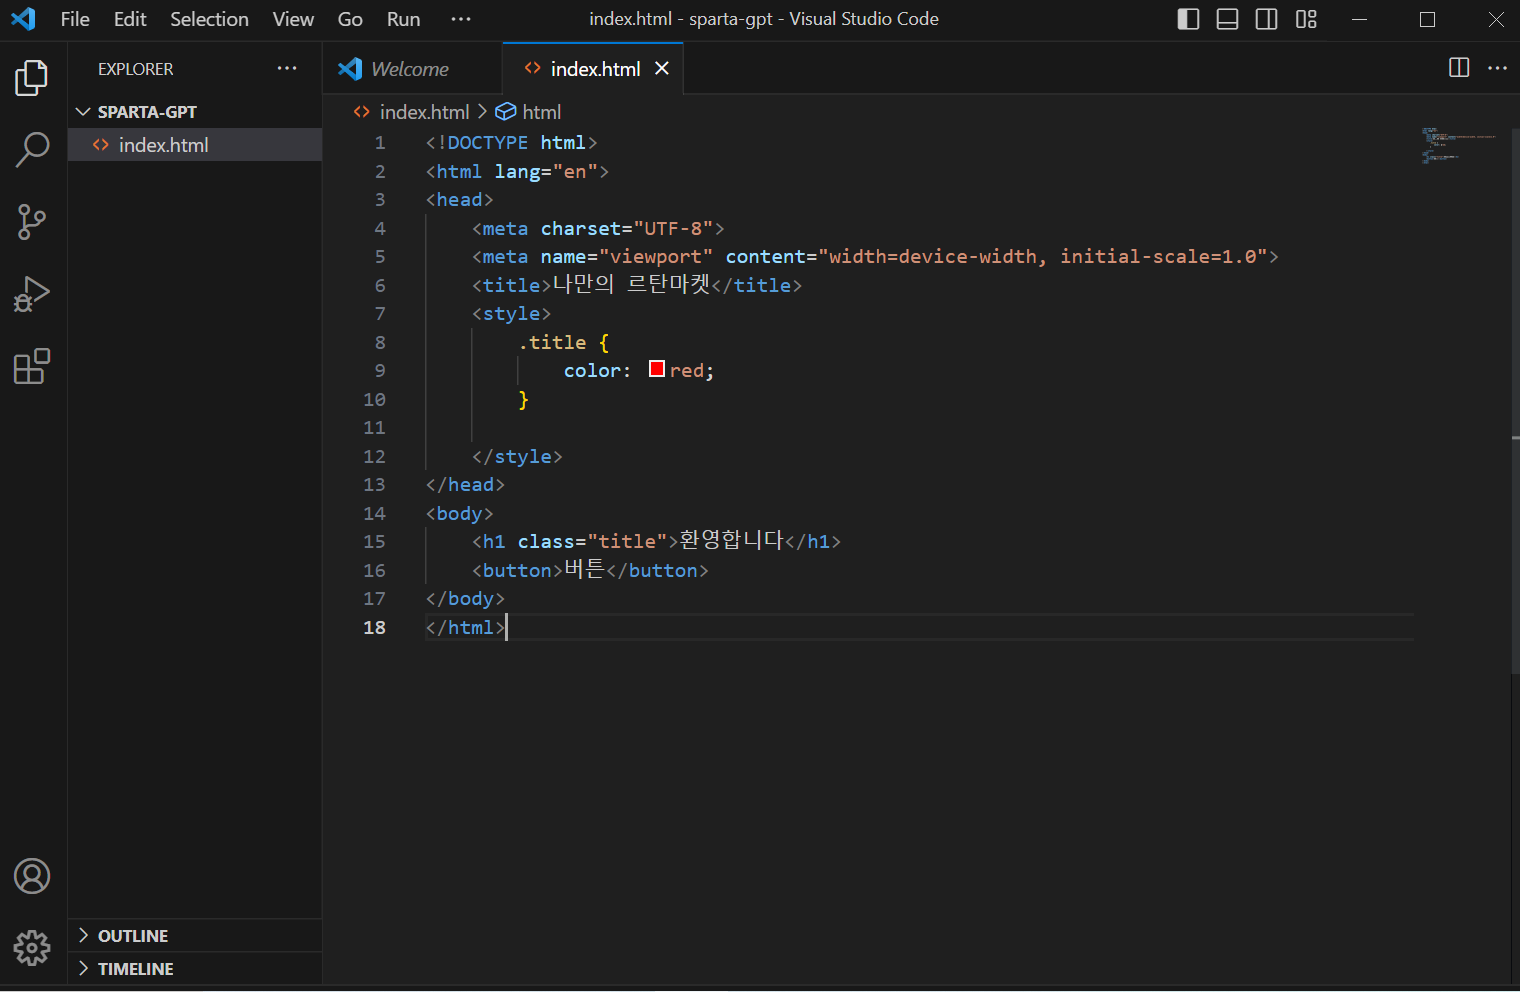 File Edit Selection View Go Run ··· index.html - sparta-gpt - Visual Studio Code
EXPLORER ···
SPARTA-GPT
index.html
Welcome
index.html
index.html > html
1 <!DOCTYPE html>
2 <html lang="en">
3 <head>
4 <meta charset="UTF-8">
5 <meta name="viewport" content="width=device-width, initial-scale=1.0">
6 <title>나만의 르탄마켓</title>
7 <style>
8 .title {
9 color: red;
10 }
11
12 </style>
13 </head>
14 <body>
15 <h1 class="title">환영합니다</h1>
16 <button>버튼</button>
17 </body>
18 </html>
OUTLINE
TIMELINE